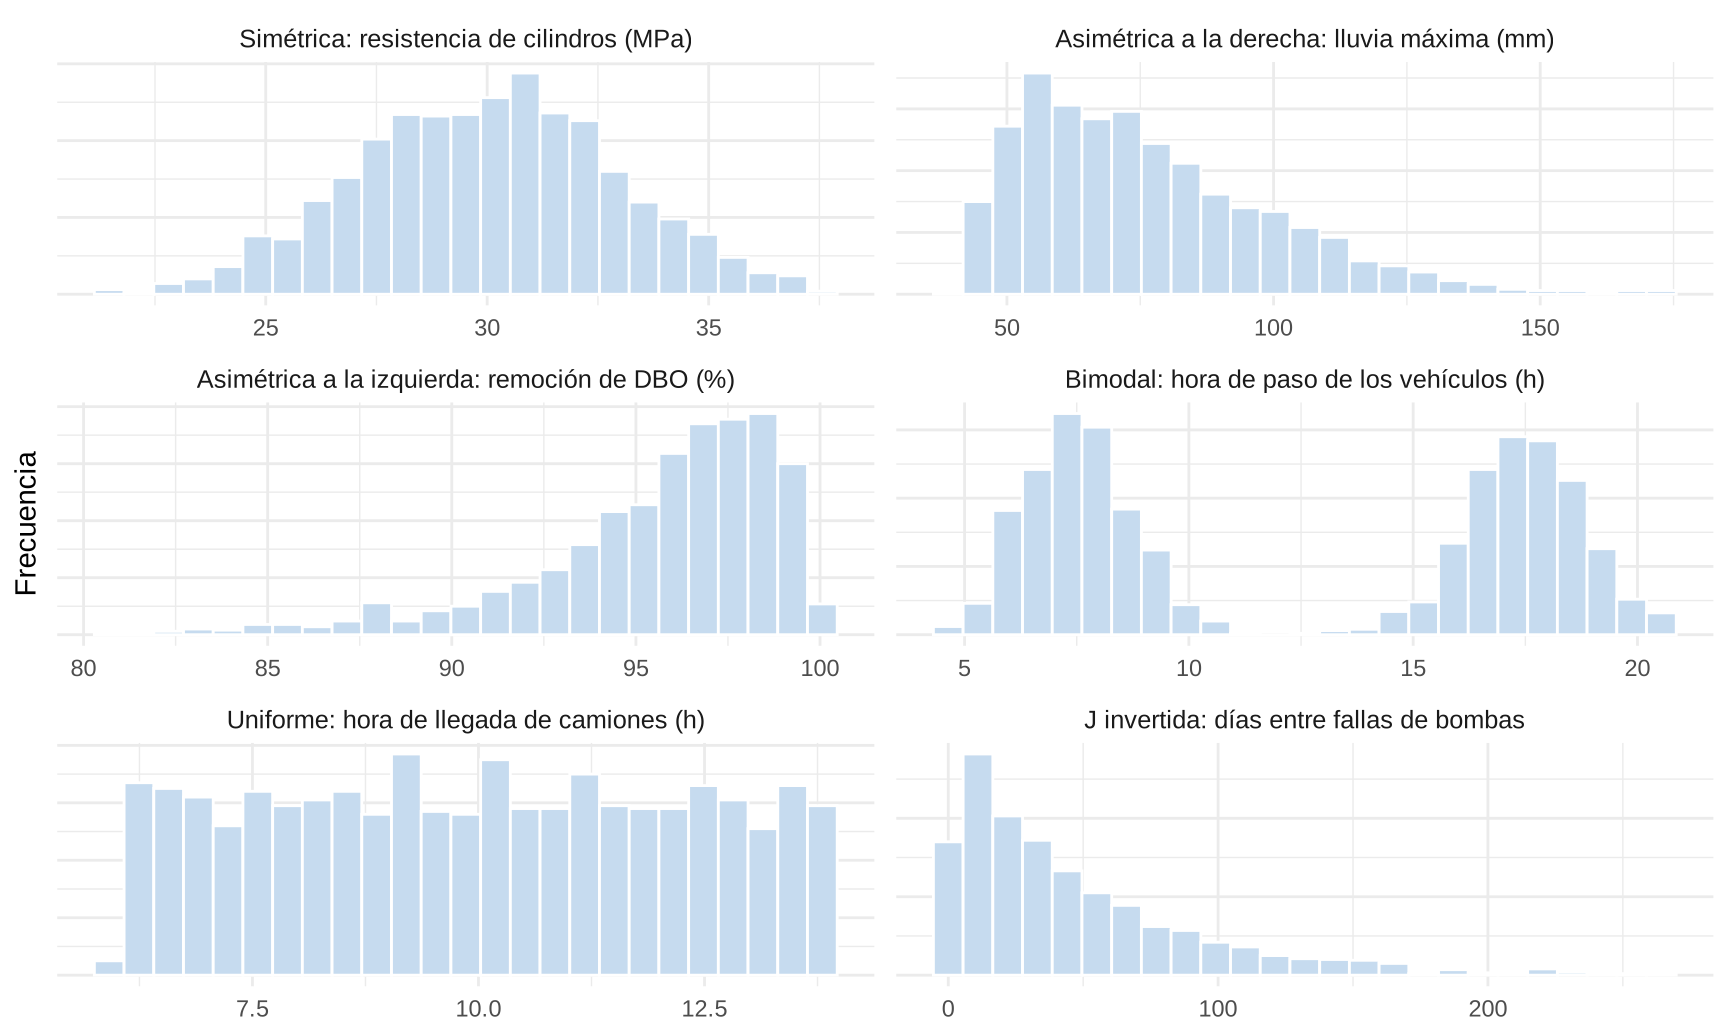 Simétrica: resistencia de cilindros (MPa)
25 30 35
Asimétrica a la derecha: lluvia máxima (mm)
50 100 150
Frecuencia
Asimétrica a la izquierda: remoción de DBO (%)
80 85 90 95 100
Bimodal: hora de paso de los vehículos (h)
5 10 15 20
Uniforme: hora de llegada de camiones (h)
7.5 10.0 12.5
J invertida: días entre fallas de bombas
0 100 200